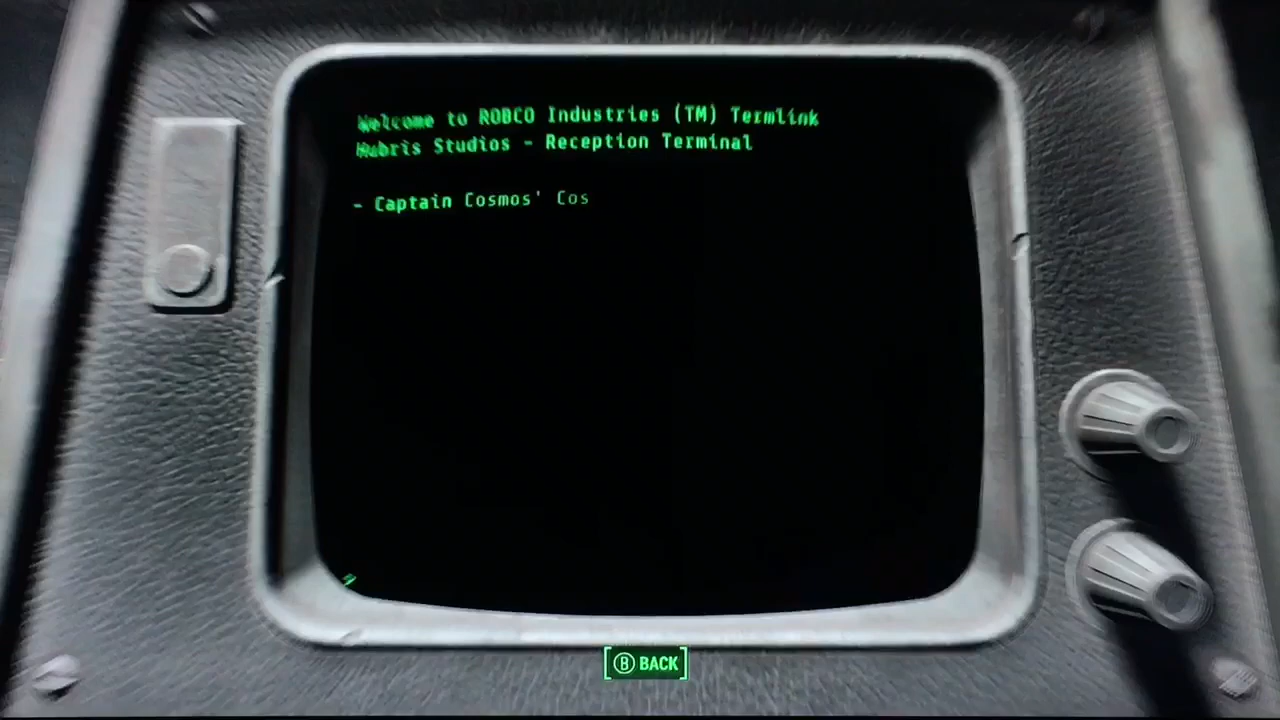 Welcome to ROBCO Industries (TM) Termlink
Hubris Studios - Reception Terminal
- Captain Cosmos' Cos
>
Ⓑ BACK